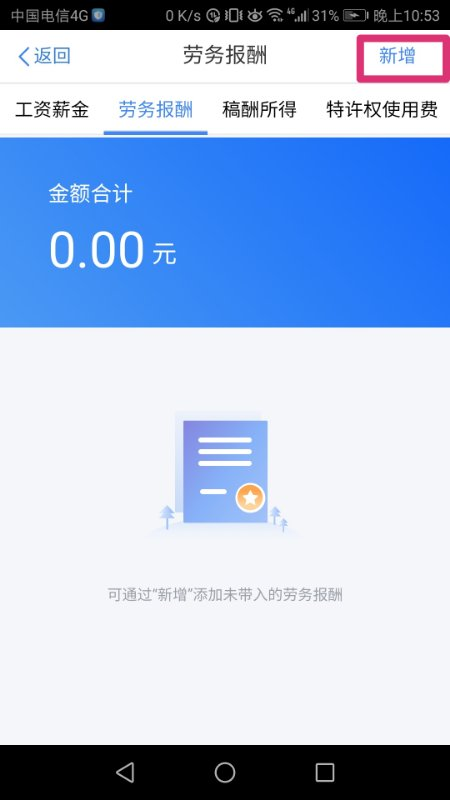 中国电信4G 0 K/s 4G 31% 晚上10:53
返回 劳务报酬 新增
工资薪金 劳务报酬 稿酬所得 特许权使用费
金额合计
0.00 元
可通过"新增"添加未带入的劳务报酬